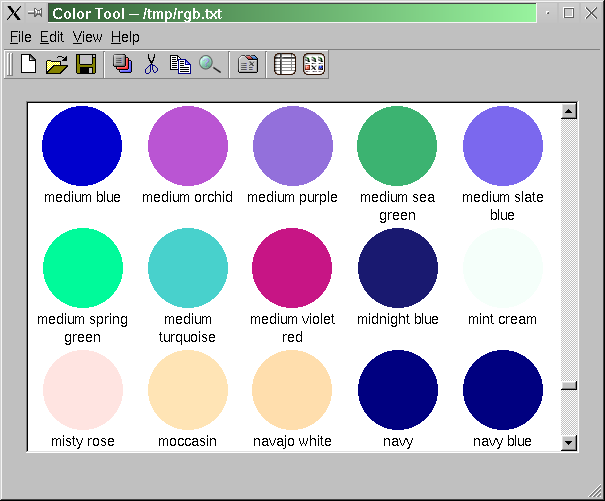 Color Tool – /tmp/rgb.txt
File Edit View Help
medium blue medium orchid medium purple medium sea green medium slate blue
medium spring green medium turquoise medium violet red midnight blue mint cream
misty rose moccasin navajo white navy navy blue